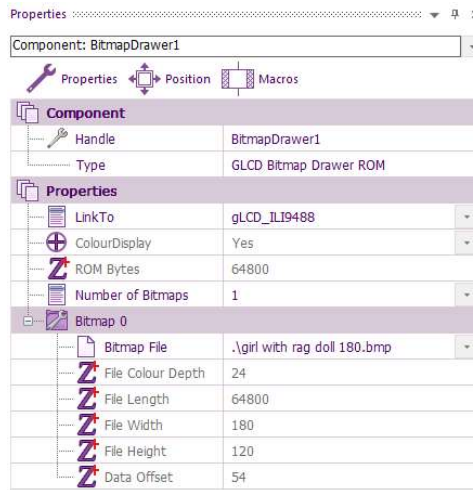 Properties
Component: BitmapDrawer1
Properties Position Macros
Component
Handle BitmapDrawer1
Type GLCD Bitmap Drawer ROM
Properties
LinkTo gLCD_ILI9488
ColourDisplay Yes
ROM Bytes 64800
Number of Bitmaps 1
Bitmap 0
Bitmap File .\girl with rag doll 180.bmp
File Colour Depth 24
File Length 64800
File Width 180
File Height 120
Data Offset 54